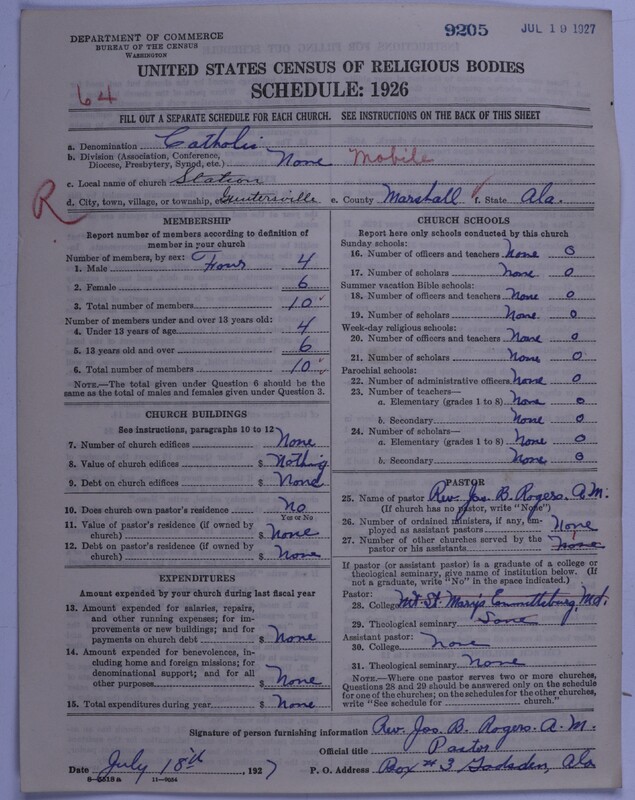 DEPARTMENT OF COMMERCE
BUREAU OF THE CENSUS
WASHINGTON
9205 JUL 19 1927
UNITED STATES CENSUS OF RELIGIOUS BODIES
64
SCHEDULE: 1926
FILL OUT A SEPARATE SCHEDULE FOR EACH CHURCH. SEE INSTRUCTIONS ON THE BACK OF THIS SHEET
a. Denomination Catholic
b. Division (Association, Conference, Diocese, Presbytery, Synod, etc.) None Mobile
c. Local name of church Station
R d. City, town, village, or township, Guntersville e. County Marshall f. State Ala.
MEMBERSHIP
Report number of members according to definition of
member in your church
Number of members, by sex:
1. Male Four 4
2. Female 6
3. Total number of members 10
Number of members under and over 13 years old:
4. Under 13 years of age 4
5. 13 years old and over 6
6. Total number of members 10
NOTE.—The total given under Question 6 should be
same as the total of males and females given under Question 3.
CHURCH BUILDINGS
See instructions, paragraphs 10 to 12
7. Number of church edifices None
8. Value of church edifices $ Nothing
9. Debt on church edifices $ None
10. Does church own pastor's residence? No
Yes or No
11. Value of pastor's residence (if owned by
church) $ None
12. Debt on pastor's residence (if owned by
church) $ None
EXPENDITURES
Amount expended by your church during last fiscal year
13. Amount expended for salaries, repairs,
and other running expenses; for im-
provements or new buildings; and for
payments on church debt $ None
14. Amount expended for benevolences, in-
cluding home and foreign missions; for
denominational support; and for all
other purposes $ None
15. Total expenditures during year $ None
CHURCH SCHOOLS
Report here only schools conducted by this church
Sunday schools:
16. Number of officers and teachers None 0
17. Number of scholars None 0
Summer vacation Bible schools:
18. Number of officers and teachers None 0
19. Number of scholars None 0
Week-day religious schools:
20. Number of officers and teachers None 0
21. Number of scholars None 0
Parochial schools:
22. Number of administrative officers None 0
23. Number of teachers—
a. Elementary (grades 1 to 8) None 0
b. Secondary None 0
24. Number of scholars—
a. Elementary (grades 1 to 8) None 0
b. Secondary None 0
PASTOR
25. Name of pastor Rev. Jos. B. Rogers. A.M.
(If church has no pastor, write "None")
26. Number of ordained ministers, if any, em-
ployed as assistant pastors None
27. Number of other churches served by the
pastor or his assistants None
If pastor (or assistant pastor) is a graduate of a college or
theological seminary, give name of institution below. (If
not a graduate, write "No" in the space indicated.)
Pastor:
28. College Mt. St. Mary's Emmittsburg, Md.
29. Theological seminary Same
Assistant pastor:
30. College None
31. Theological seminary None
NOTE.—Where one pastor serves two or more churches,
Questions 28 and 29 should be answered only on the schedule
for one of the churches; on the schedules for the other churches,
write "See schedule for church."
Signature of person furnishing information Rev. Jos. B. Rogers. A.M.
Official title Pastor
Date July 18th, 1927 P. O. Address Box # 3 Gadsden, Ala
8-5518a 11-9054